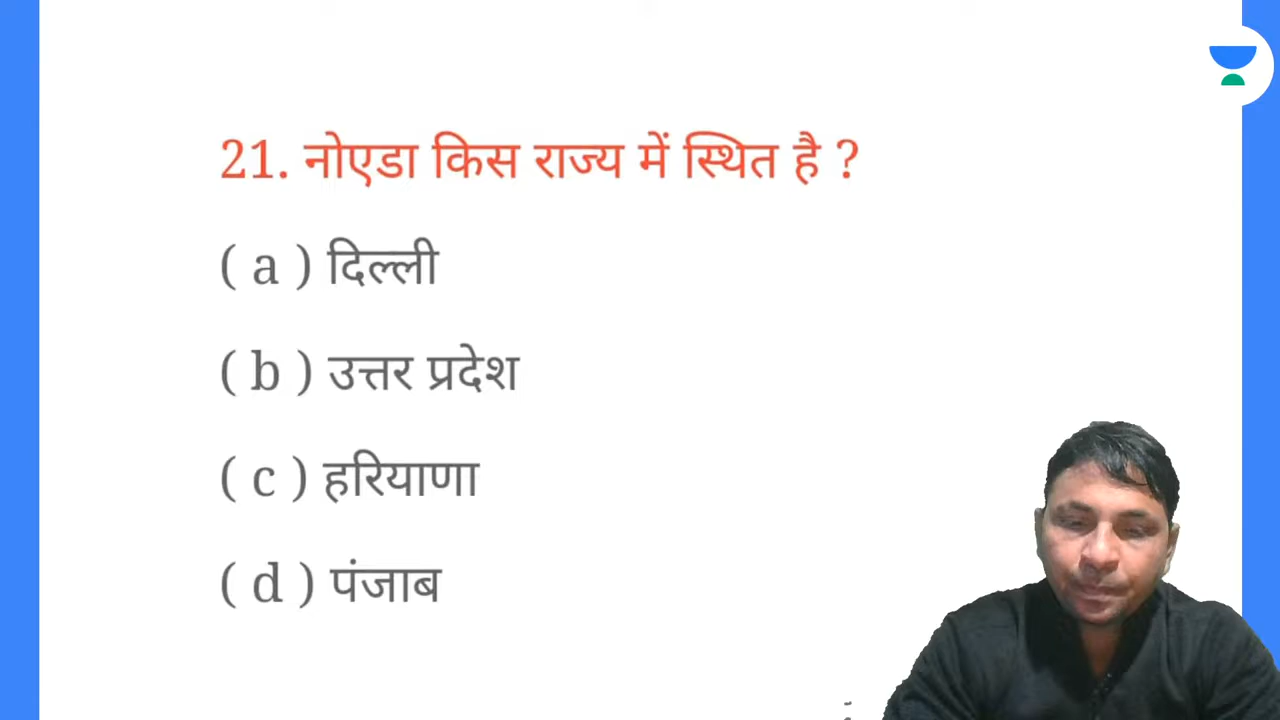 21. नोएडा किस राज्य में स्थित है ?
( a ) दिल्ली
( b ) उत्तर प्रदेश
( c ) हरियाणा
( d ) पंजाब